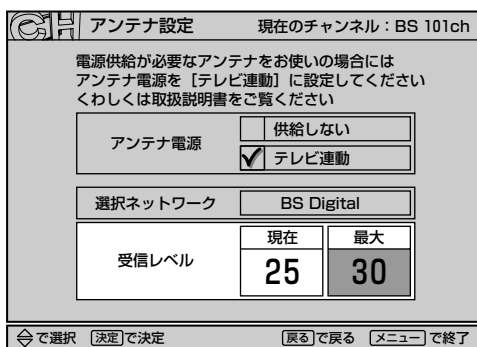 CH アンテナ設定 現在のチャンネル：BS 101ch
電源供給が必要なアンテナをお使いの場合には
アンテナ電源を［テレビ連動］に設定してください
くわしくは取扱説明書をご覧ください
アンテナ電源
供給しない
テレビ連動
選択ネットワーク BS Digital
受信レベル
現在 最大
25 30
で選択 決定で決定 戻るで戻る メニューで終了